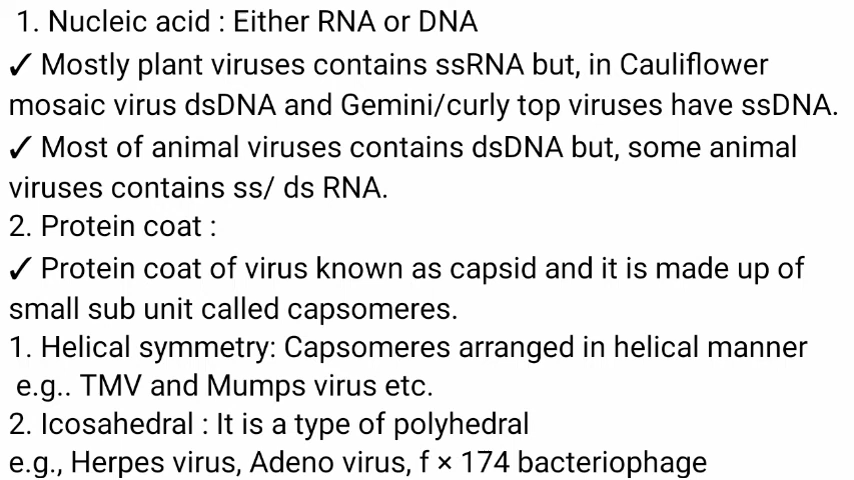 1. Nucleic acid : Either RNA or DNA
✓ Mostly plant viruses contains ssRNA but, in Cauliflower
mosaic virus dsDNA and Gemini/curly top viruses have ssDNA.
✓ Most of animal viruses contains dsDNA but, some animal
viruses contains ss/ ds RNA.
2. Protein coat :
✓ Protein coat of virus known as capsid and it is made up of
small sub unit called capsomeres.
1. Helical symmetry: Capsomeres arranged in helical manner
e.g.. TMV and Mumps virus etc.
2. Icosahedral : It is a type of polyhedral
e.g., Herpes virus, Adeno virus, f × 174 bacteriophage